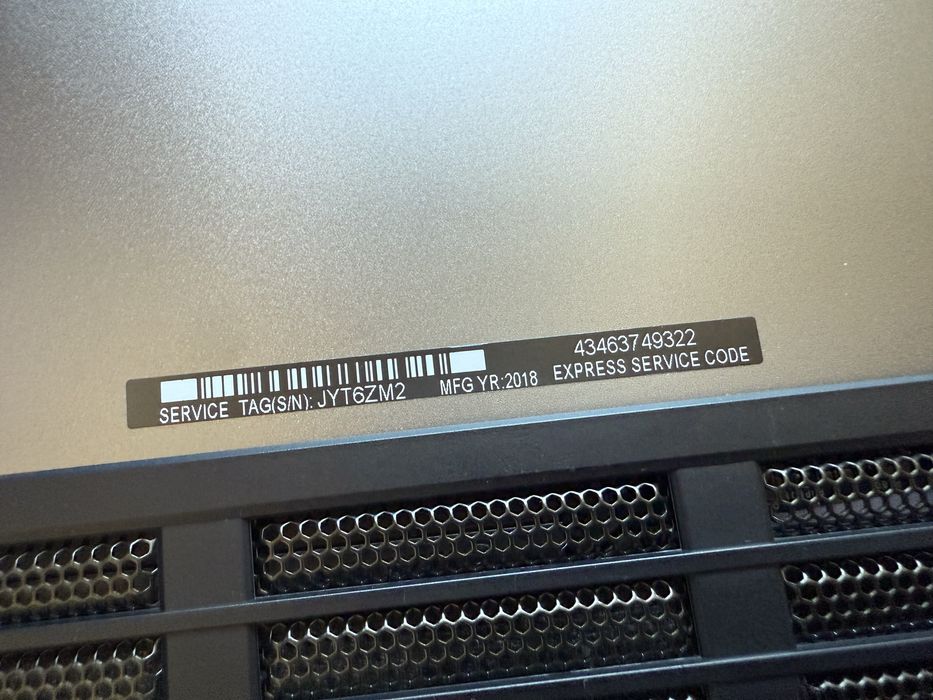 SERVICE TAG(S/N): JYT6ZM2 MFG YR:2018
43463749322
EXPRESS SERVICE CODE